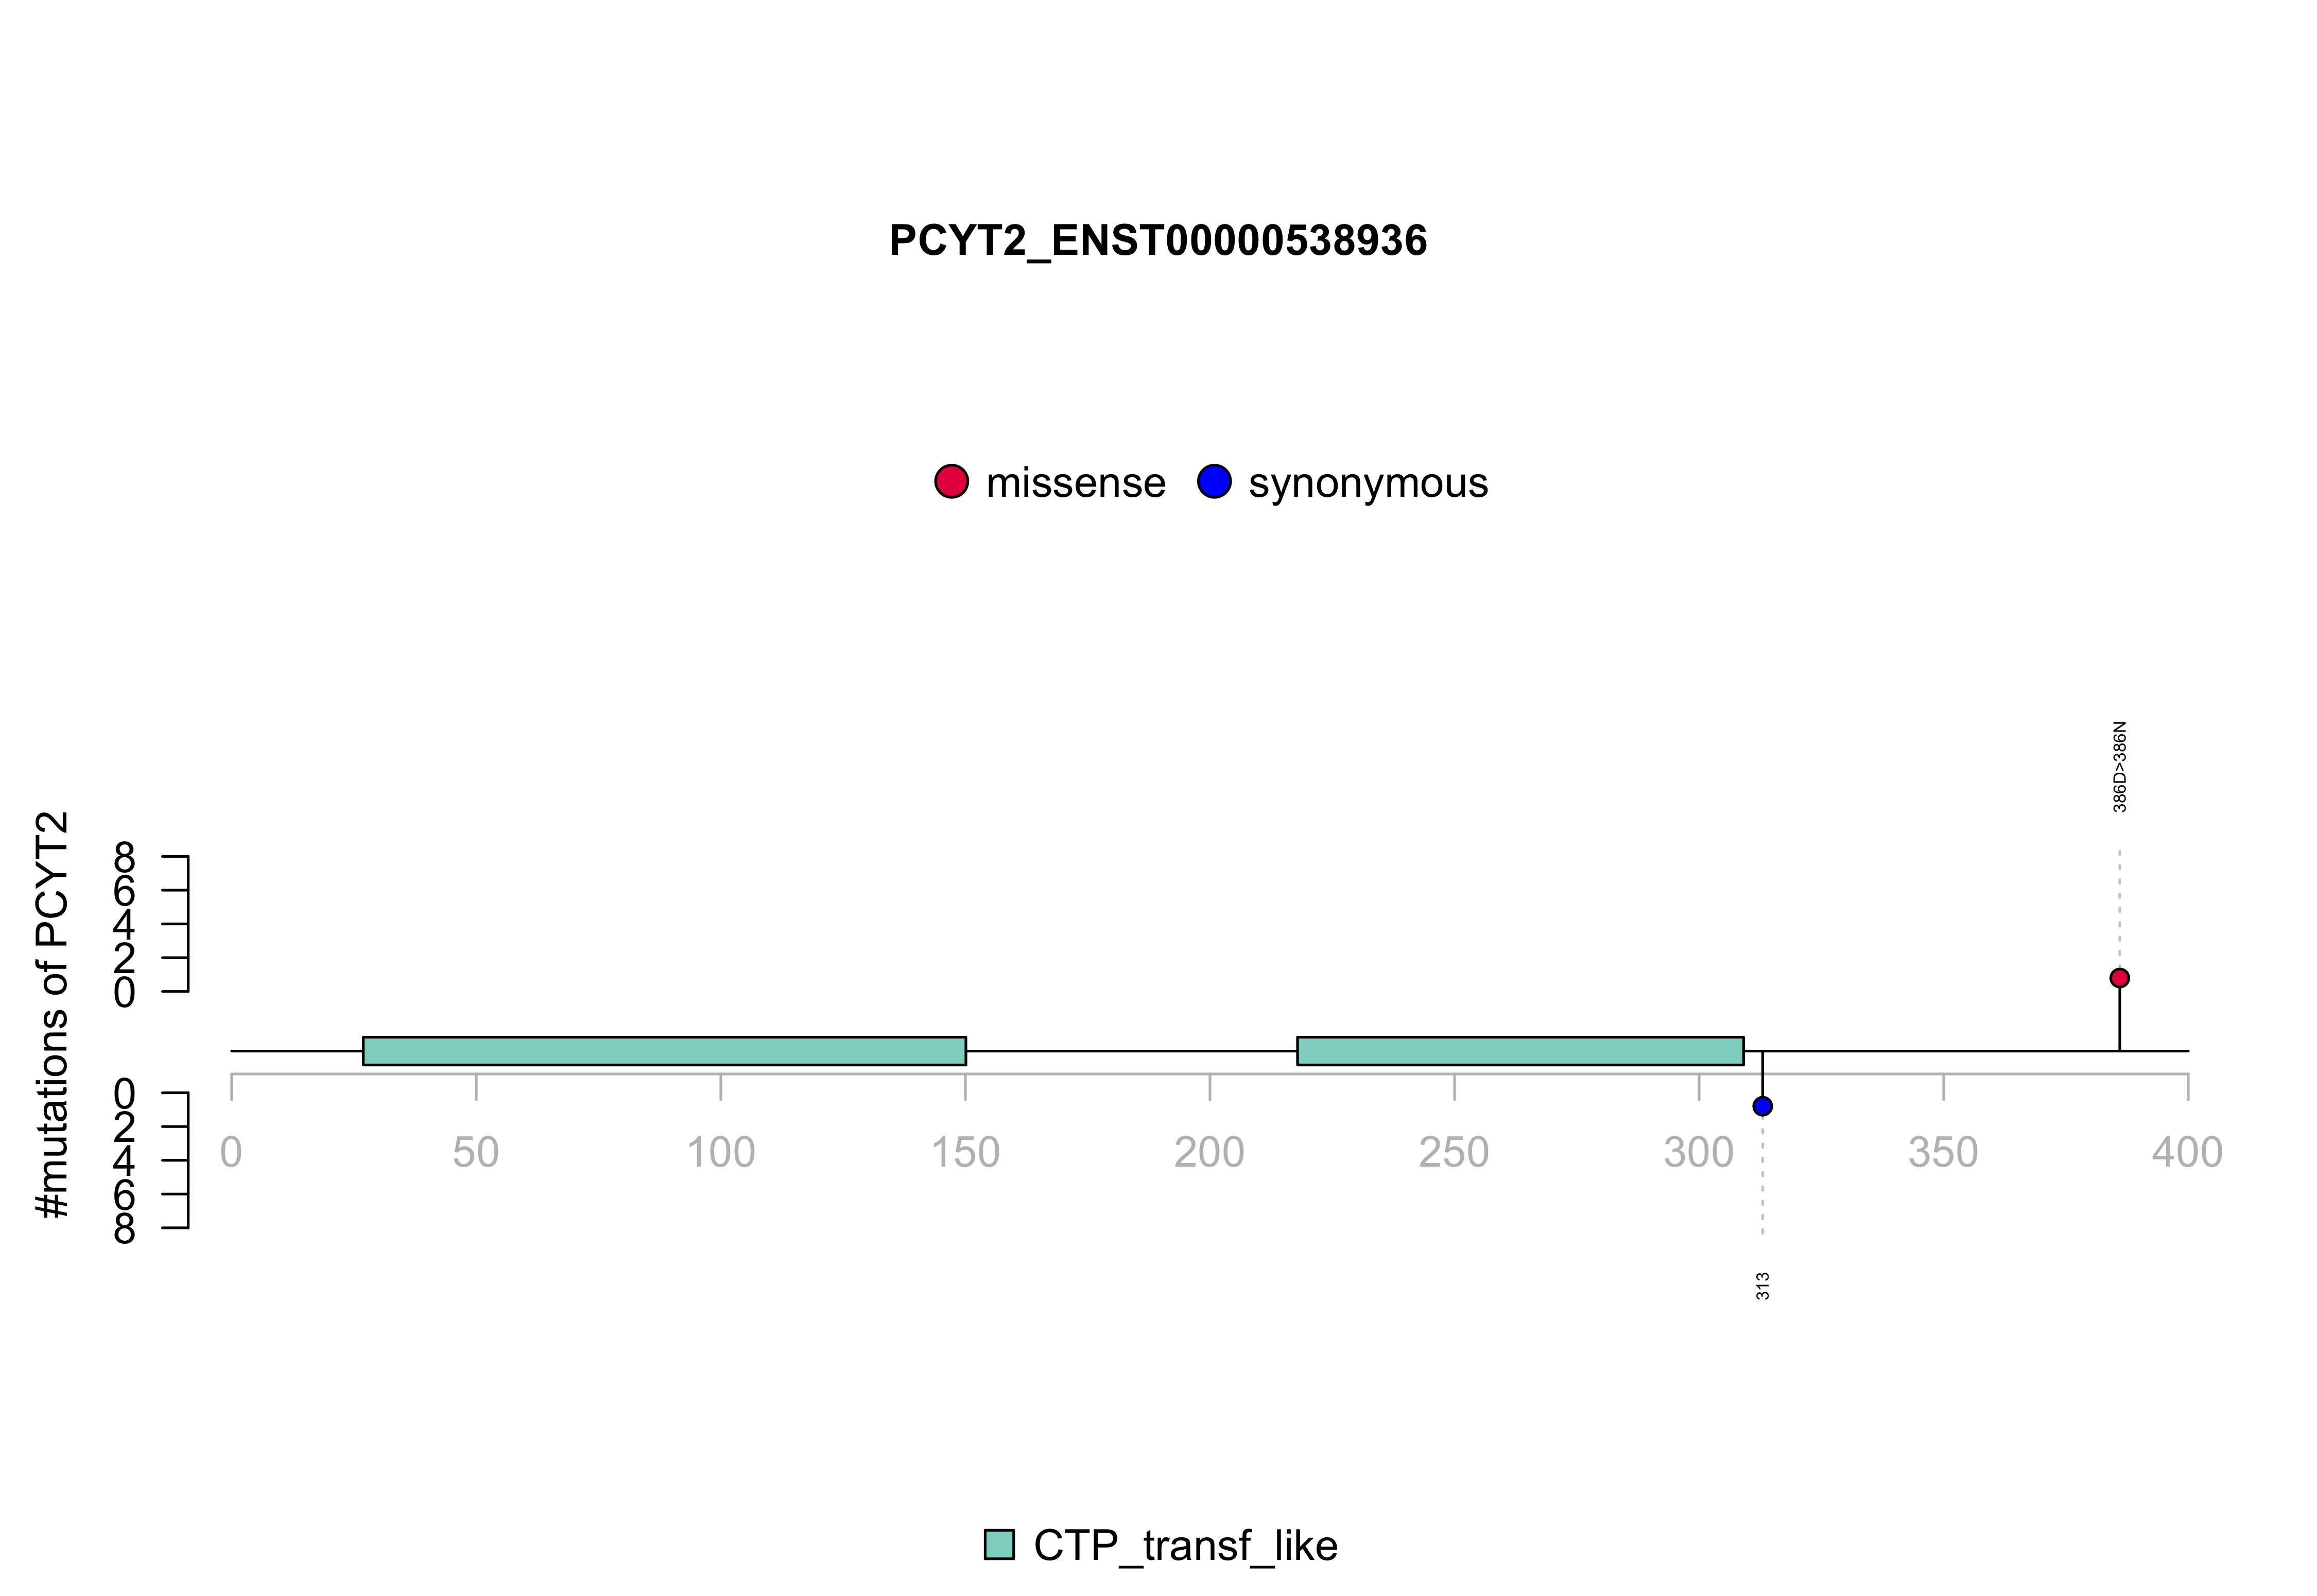 PCYT2_ENST00000538936
missense
synonymous
386D>386N
#mutations of PCYT2
8
6
4
2
0
0
2
4
6
8
0 50 100 150 200 250 300 350 400
313
CTP_transf_like